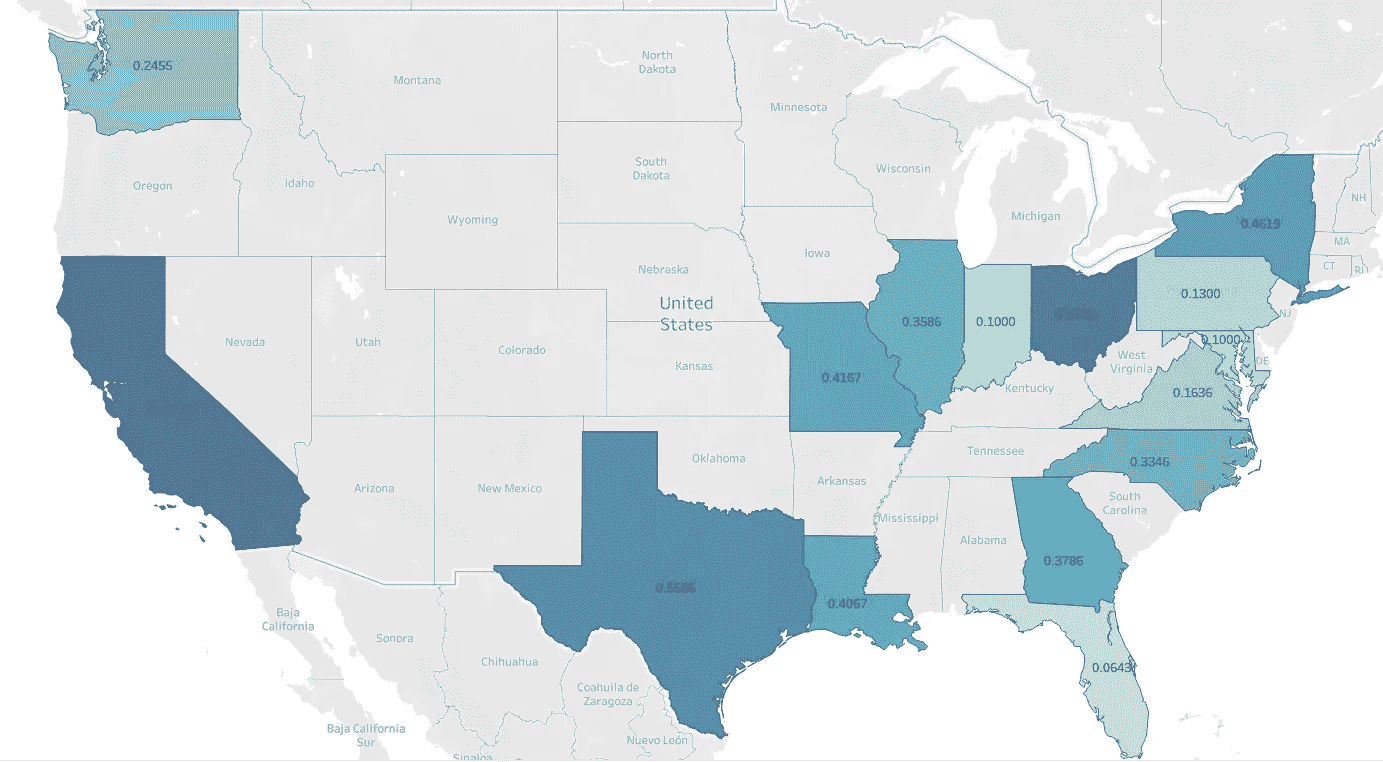 North
Dakota
0.2455
Montana
Minnesota
South
Dakota
Wisconsin
Oregon
Idaho
NH
Wyoming
Michigan
0.4619
MA
Iowa
CT
RI
Nebraska
United
States
0.1300
NJ
Nevada
Utah
Colorado
0.3586
0.1000
0.1000
Kansas
West
Virginia
DE
0.4167
Kentucky
0.1636
Oklahoma
Tennessee
0.3346
Arizona
New Mexico
Arkansas
South
Carolina
Mississippi
Alabama
0.3786
0.4067
Baja
California
Sonora
Chihuahua
0.0643
Coahuila de
Zaragoza
Baja California
Sur
Nuevo León
Sinaloa